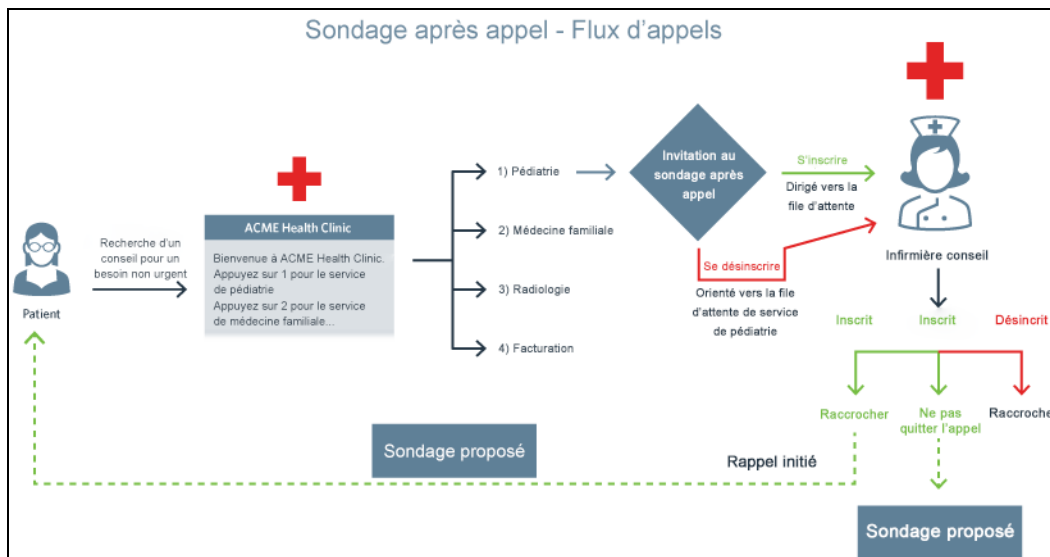 Sondage après appel - Flux d'appels
Recherche d'un
conseil pour un
besoin non urgent
Patient
ACME Health Clinic
Bienvenue à ACME Health Clinic.
Appuyez sur 1 pour le service
de pédiatrie
Appuyez sur 2 pour le service
de médecine familiale...
1) Pédiatrie
2) Médecine familiale
3) Radiologie
4) Facturation
Invitation au
sondage après
appel
S'inscrire
Dirigé vers la
file d'attente
Se désinscrire
Orienté vers la file
d'attente de service
de pédiatrie
Infirmière conseil
Inscrit
Inscrit
Désincrit
Raccrocher
Ne pas
quitter l'appel
Raccroche
Rappel initié
Sondage proposé
Sondage proposé